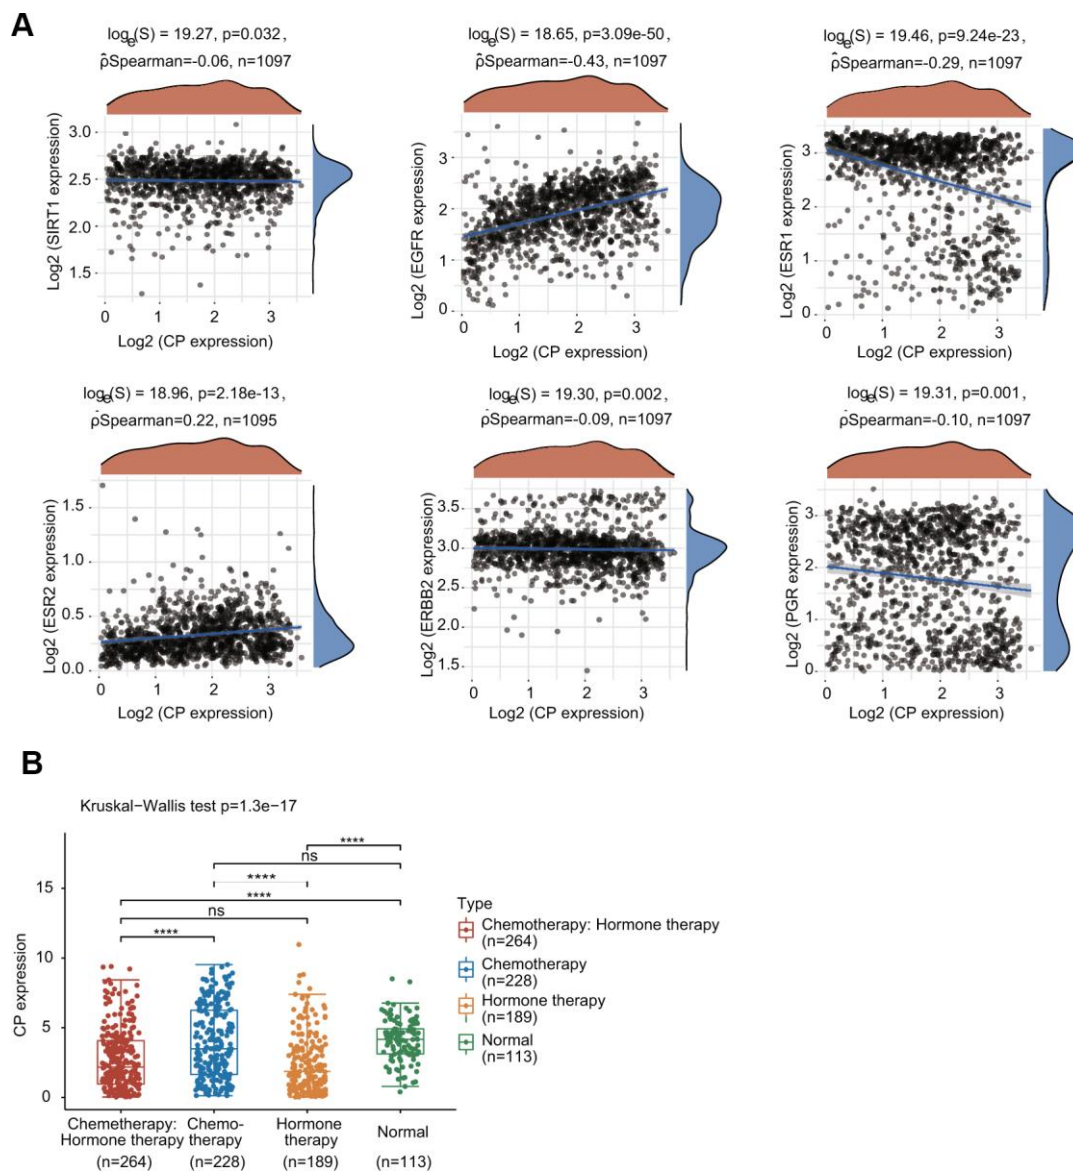 A
logₑ(S) = 19.27, p=0.032,
ρ̂Spearman=-0.06, n=1097
Log2 (SIRT1 expression)
3.0
2.5
2.0
1.5
0 1 2 3
Log2 (CP expression)
logₑ(S) = 18.65, p=3.09e-50,
ρ̂Spearman=-0.43, n=1097
Log2 (EGFR expression)
3
2
1
0
0 1 2 3
Log2 (CP expression)
logₑ(S) = 19.46, p=9.24e-23,
ρ̂Spearman=-0.29, n=1097
Log2 (ESR1 expression)
3
2
1
0
0 1 2 3
Log2 (CP expression)
logₑ(S) = 18.96, p=2.18e-13,
ρ̂Spearman=0.22, n=1095
Log2 (ESR2 expression)
1.5
1.0
0.5
0.0
0 1 2 3
Log2 (CP expression)
logₑ(S) = 19.30, p=0.002,
ρ̂Spearman=-0.09, n=1097
Log2 (ERBB2 expression)
3.5
3.0
2.5
2.0
1.5
0 1 2 3
Log2 (CP expression)
logₑ(S) = 19.31, p=0.001,
ρ̂Spearman=-0.10, n=1097
Log2 (PGR expression)
3
2
1
0
0 1 2 3
Log2 (CP expression)
B
Kruskal−Wallis test p=1.3e−17
****
ns
****
****
ns
****
CP expression
15
10
5
0
Chemetherapy:
Hormone therapy
(n=264)
Chemo-
therapy
(n=228)
Hormone
therapy
(n=189)
Normal
(n=113)
Type
Chemotherapy: Hormone therapy
(n=264)
Chemotherapy
(n=228)
Hormone therapy
(n=189)
Normal
(n=113)